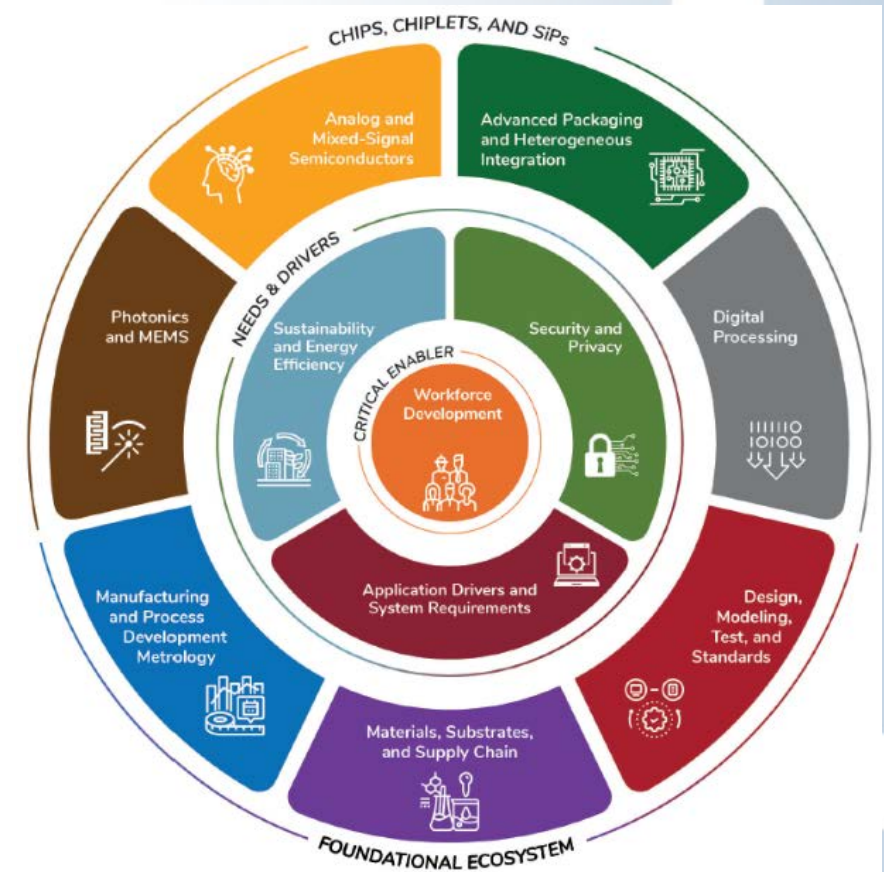 CHIPS, CHIPLETS, AND SiPs
Analog and
Mixed-Signal
Semiconductors
Advanced Packaging
and Heterogeneous
Integration
Photonics
and MEMS
Digital
Processing
NEEDS & DRIVERS
Sustainability
and Energy
Efficiency
Security and
Privacy
CRITICAL ENABLER
Workforce
Development
Application Drivers and
System Requirements
Manufacturing
and Process
Development
Metrology
Design,
Modeling,
Test, and
Standards
Materials, Substrates,
and Supply Chain
FOUNDATIONAL ECOSYSTEM
IIIIIIO
IOIOO